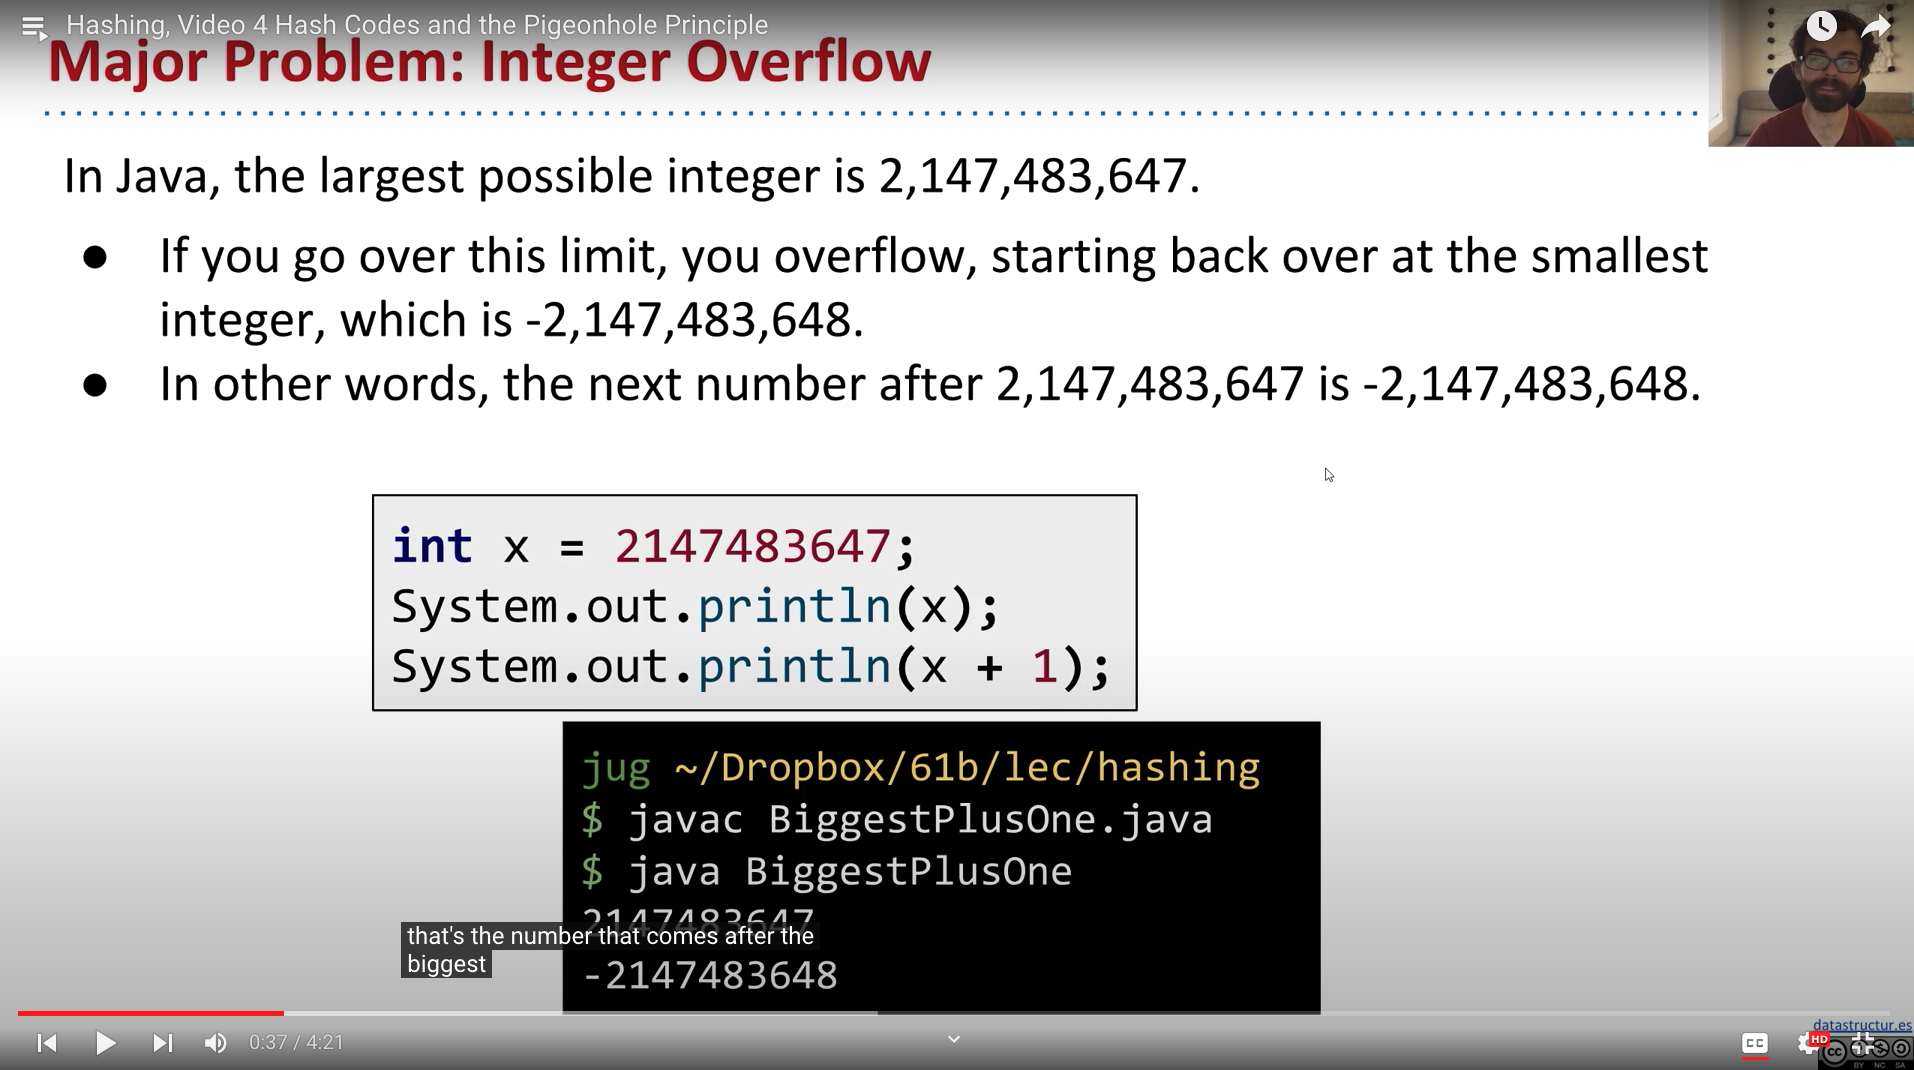 Hashing, Video 4 Hash Codes and the Pigeonhole Principle
Major Problem: Integer Overflow
In Java, the largest possible integer is 2,147,483,647.
● If you go over this limit, you overflow, starting back over at the smallest
integer, which is -2,147,483,648.
● In other words, the next number after 2,147,483,647 is -2,147,483,648.
int x = 2147483647;
System.out.println(x);
System.out.println(x + 1);
jug ~/Dropbox/61b/lec/hashing
$ javac BiggestPlusOne.java
$ java BiggestPlusOne
2147483647
that's the number that comes after the
biggest
-2147483648
0:37 / 4:21
CC
HD
datastructur.es
cc
BY NC SA